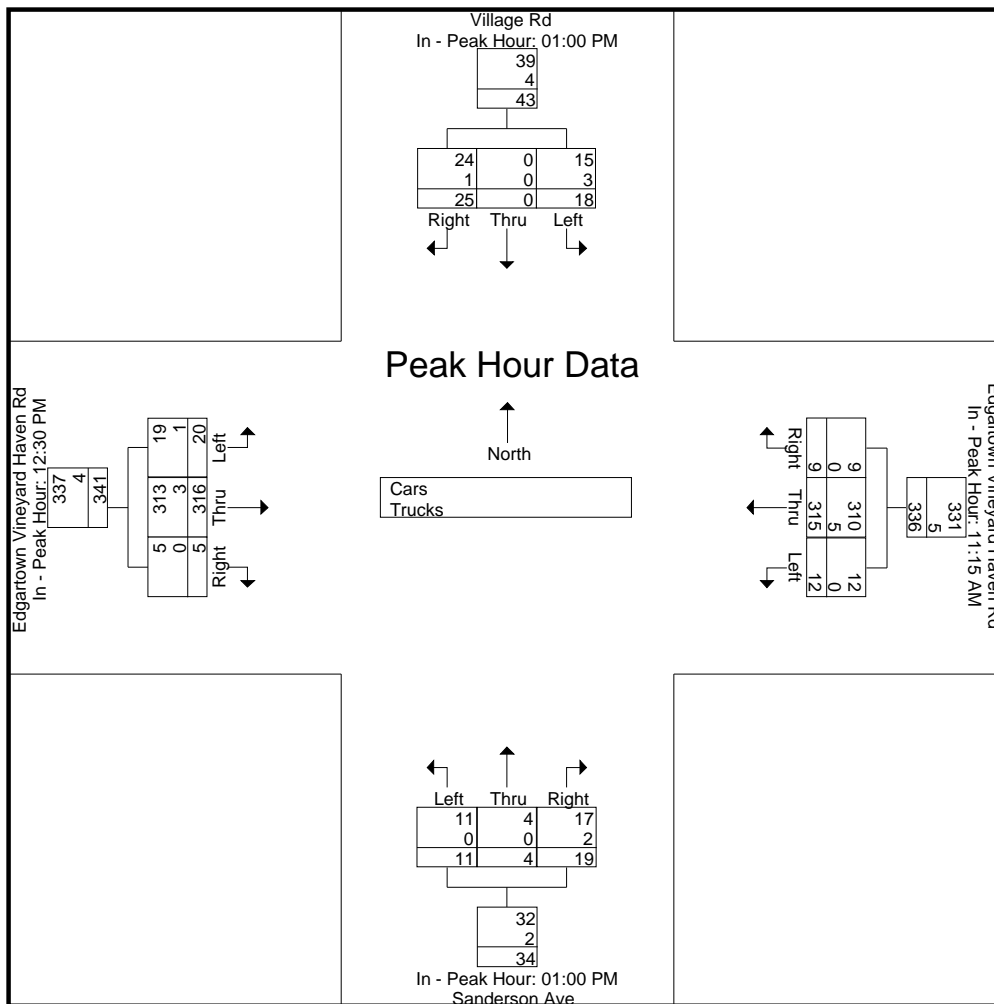 Village Rd
In - Peak Hour: 01:00 PM
39
4
43
24 0 15
1 0 3
25 0 18
Right Thru Left
Peak Hour Data
North
Cars
Trucks
Edgartown Vineyard Haven Rd
In - Peak Hour: 12:30 PM
337
4
341
19 1 20
313 3 316
5 0 5
Left
Thru
Right
Edgartown Vineyard Haven Rd
In - Peak Hour: 11:15 AM
331
5
336
9 0 9
310 5 315
12 0 12
Right
Thru
Left
Left Thru Right
11 4 17
0 0 2
11 4 19
32
2
34
In - Peak Hour: 01:00 PM
Sanderson Ave